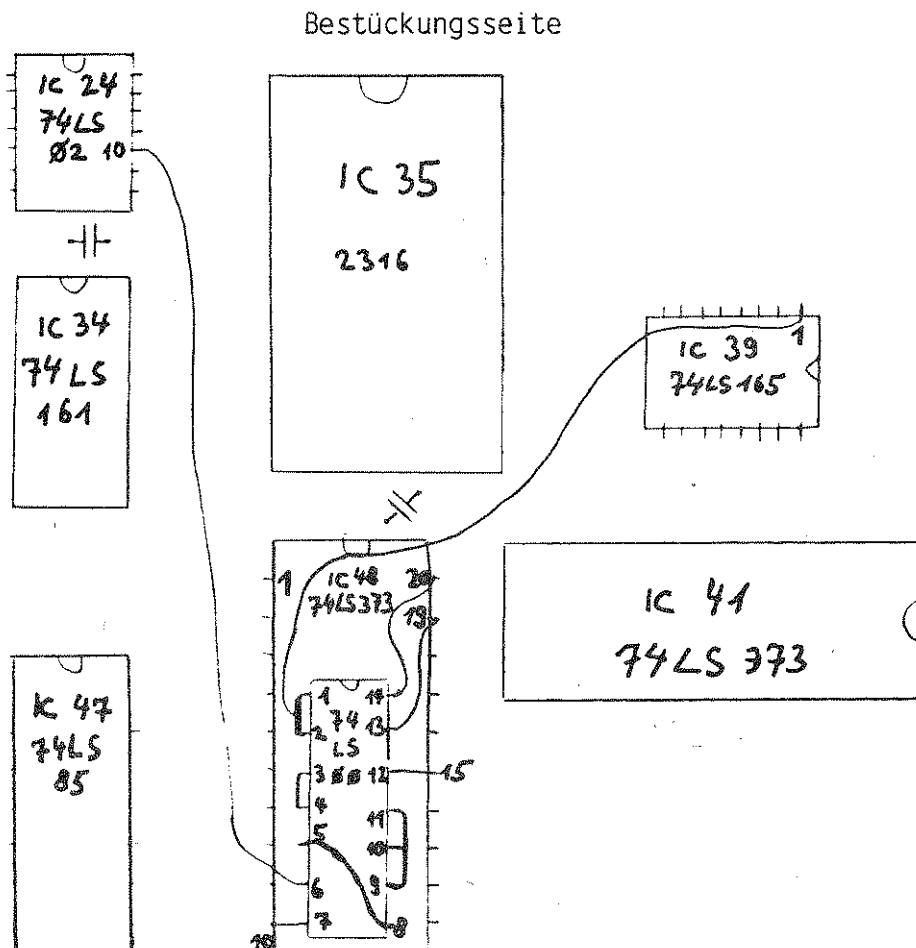 Bestückungsseite
IC 24
74LS
Ø2 10
IC 34
74LS
161
IC 47
74LS
85
IC 35
2316
1
IC 39
74LS165
IC 41
74LS 373
1
IC 48
74LS373
20
19
1 14
74
2 13
LS
3 ØØ 12 15
4 11
5 10
6 9
7 8
10